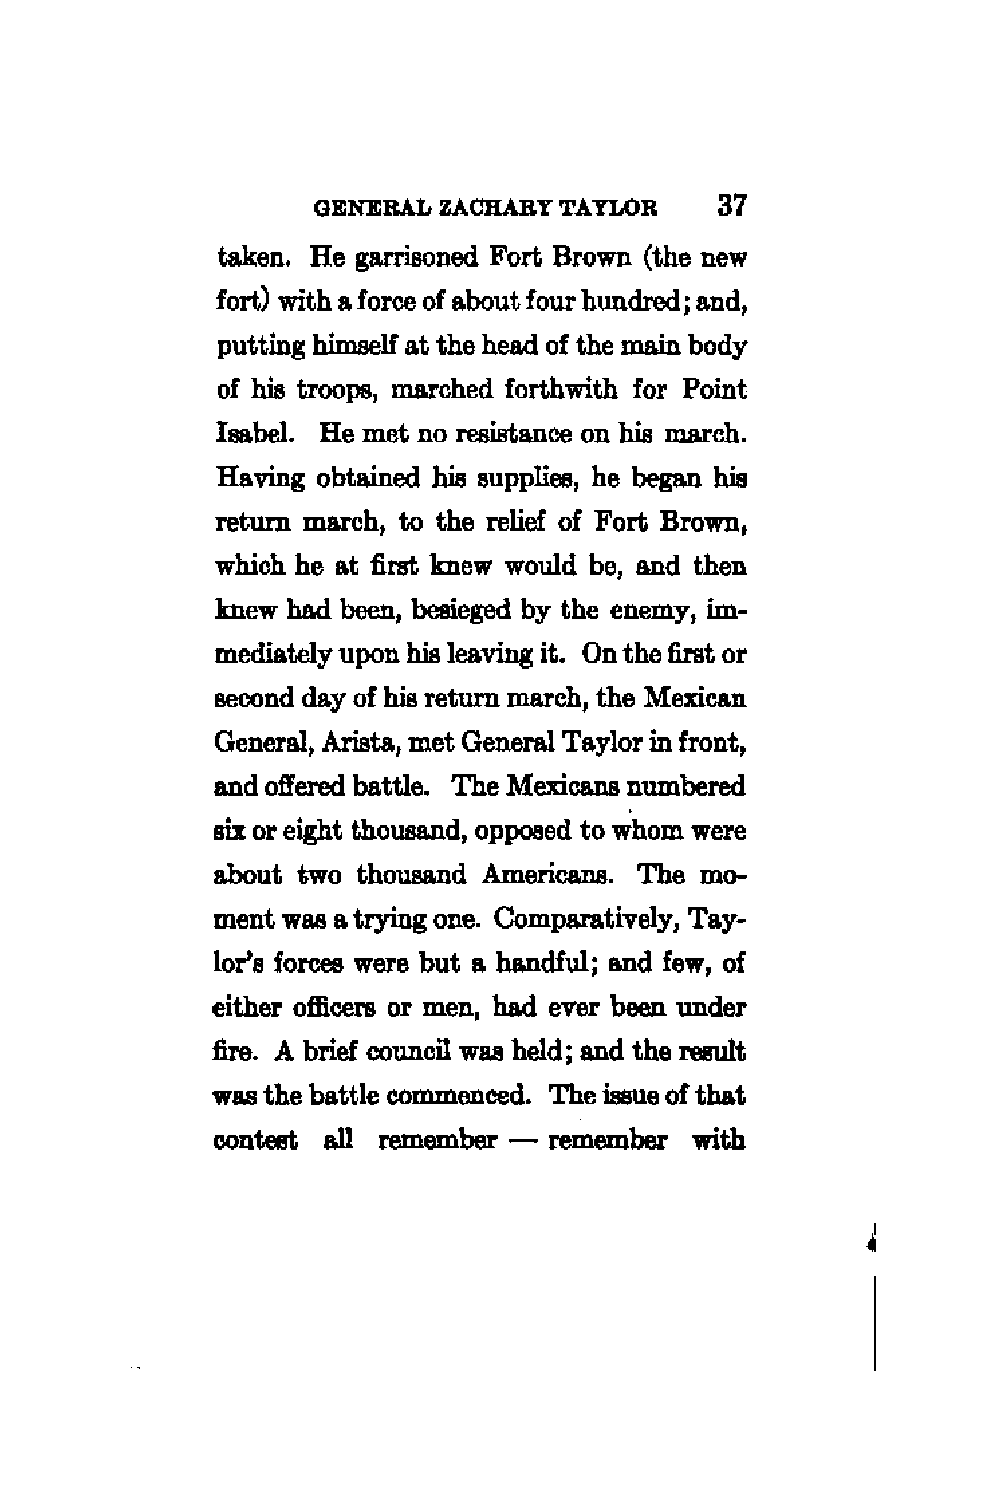 GENERAL ZACHARY TAYLOR 37
taken. He garrisoned Fort Brown (the new
fort) with a force of about four hundred; and,
putting himself at the head of the main body
of his troops, marched forthwith for Point
Isabel. He met no resistance on his march.
Having obtained his supplies, he began his
return march, to the relief of Fort Brown,
which he at first knew would be, and then
knew had been, besieged by the enemy, im-
mediately upon his leaving it. On the first or
second day of his return march, the Mexican
General, Arista, met General Taylor in front,
and offered battle. The Mexicans numbered
six or eight thousand, opposed to whom were
about two thousand Americans. The mo-
ment was a trying one. Comparatively, Tay-
lor's forces were but a handful; and few, of
either officers or men, had ever been under
fire. A brief council was held; and the result
was the battle commenced. The issue of that
contest all remember — remember with